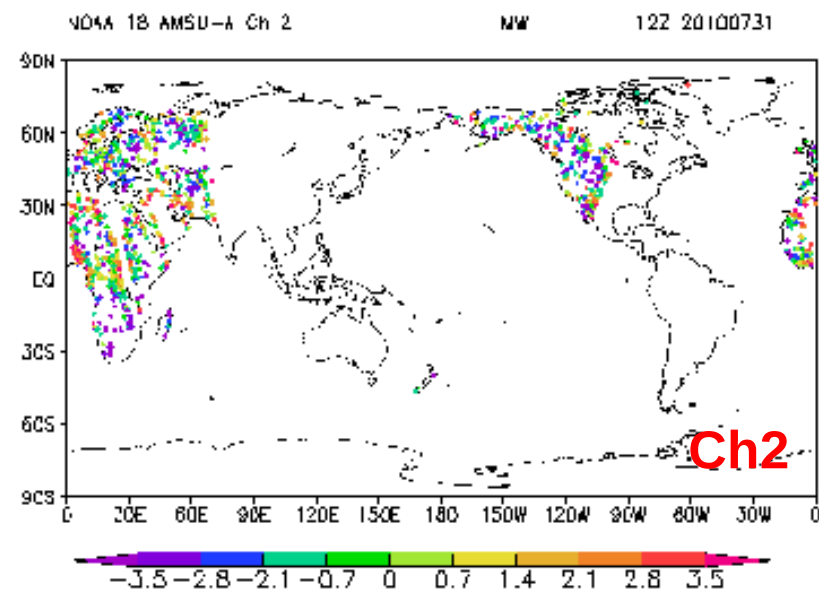 NOAA 18 AMSU-A Ch 2 MW 12Z 20100731
90N
60N
30N
EQ
30S
60S
Ch2
90S
0 30E 60E 90E 120E 150E 180 150W 120W 90W 60W 30W 0
-3.5 -2.8 -2.1 -0.7 0 0.7 1.4 2.1 2.8 3.5